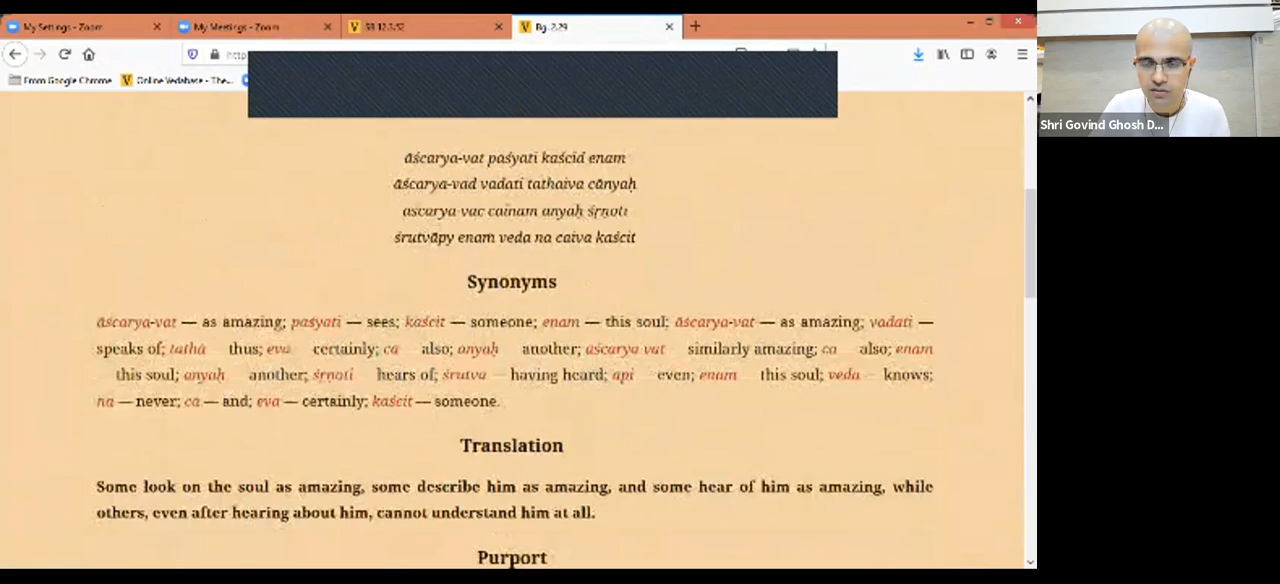 My Settings - Zoom
My Meetings - Zoom
SB 12.3.52
Bg. 2.29
http
From Google Chrome
Online Vedabase - The...
Shri Govind Ghosh D...
āścarya-vat paśyati kaścid enam
āścarya-vad vadati tathaiva cānyaḥ
āścarya-vac cainam anyaḥ śṛṇoti
śrutvāpy enaṁ veda na caiva kaścit
Synonyms
āścarya-vat — as amazing; paśyati — sees; kaścit — someone; enam — this soul; āścarya-vat — as amazing; vadati —
speaks of; tathā thus; eva certainly; ca also; anyaḥ another; āścarya-vat similarly amazing; ca also; enam
this soul; anyaḥ another; śṛṇoti hears of; śrutvā having heard; api even; enam this soul; veda knows;
na — never; ca — and; eva — certainly; kaścit — someone.
Translation
Some look on the soul as amazing, some describe him as amazing, and some hear of him as amazing, while
others, even after hearing about him, cannot understand him at all.
Purport